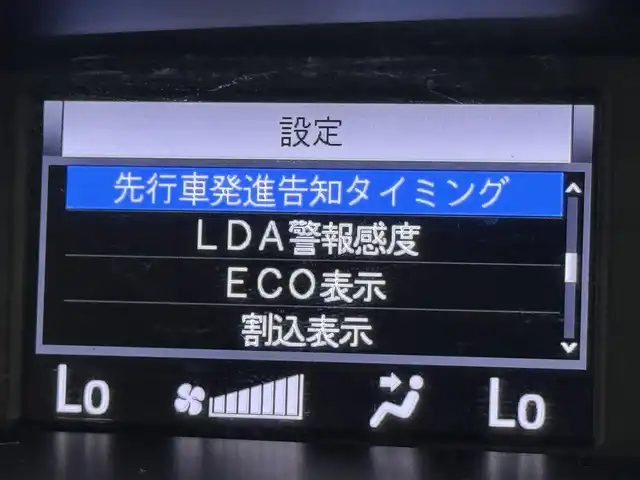 設定
先行車発進告知タイミング
ＬＤＡ警報感度
ＥＣＯ表示
割込表示
Lo Lo